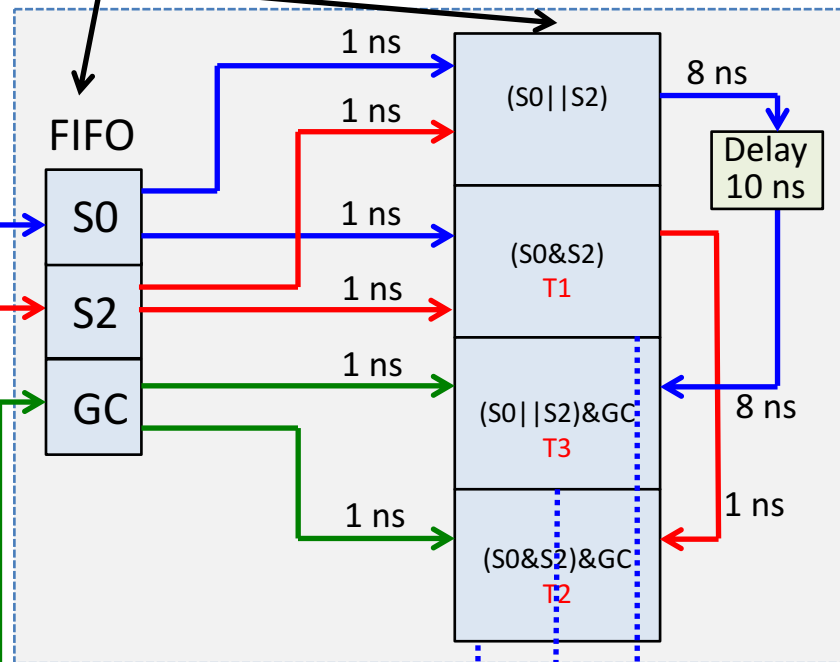 1 ns
1 ns
FIFO
S0
S2
GC
1 ns
1 ns
1 ns
1 ns
(S0||S2)
(S0&S2)
T1
(S0||S2)&GC
T3
(S0&S2)&GC
T2
8 ns
Delay
10 ns
8 ns
1 ns